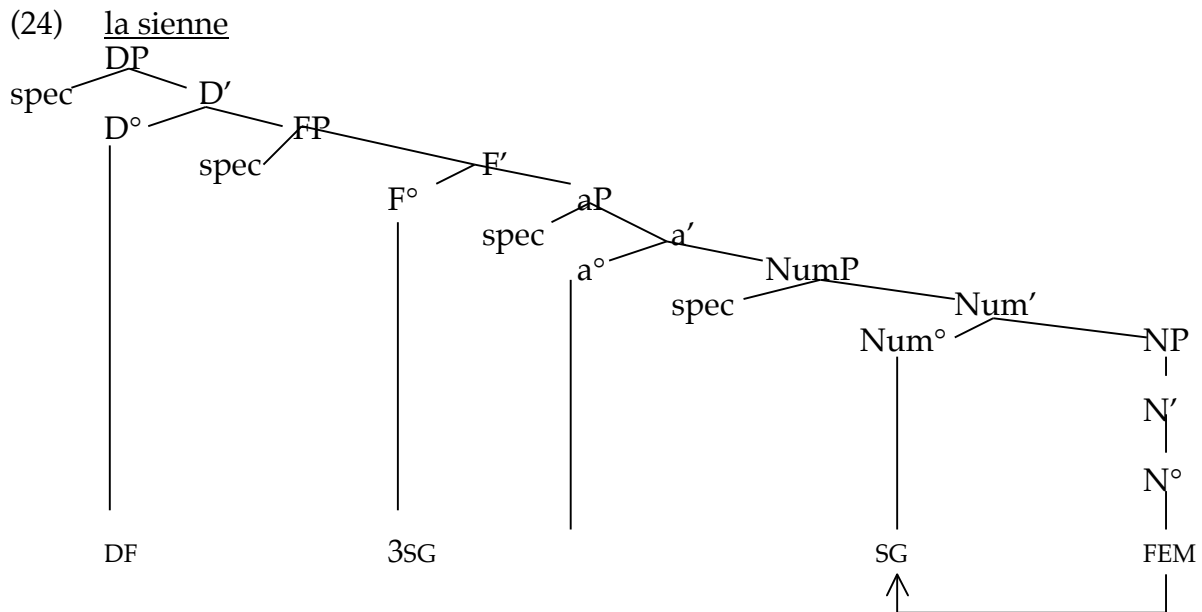 (24) la sienne
DP
spec D′
D° FP
spec F′
F° aP
spec a′
a° NumP
spec Num′
Num° NP
N′
N°
DF 3SG SG FEM